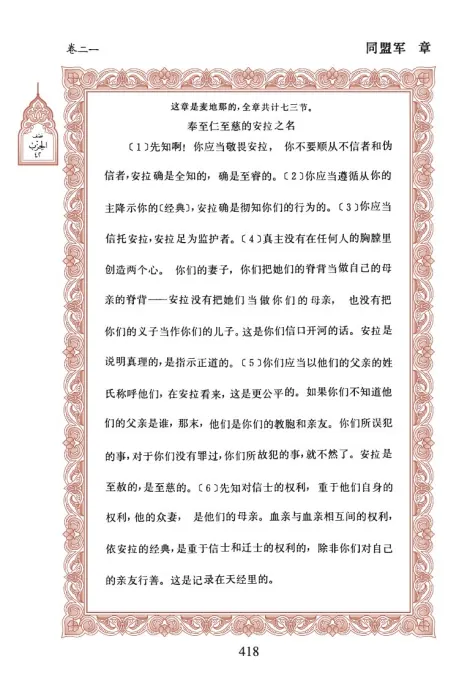 卷二一
同盟军 章
نصف
الحزب
٤٢
这章是麦地那的,全章共计七三节。
奉至仁至慈的安拉之名
〔1〕先知啊!你应当敬畏安拉, 你不要顺从不信者和伪
信者,安拉确是全知的, 确是至睿的。〔2〕你应当遵循从你的
主降示你的〔经典〕,安拉确是彻知你们的行为的。〔3〕你应当
信托安拉,安拉足为监护者。〔4〕真主没有在任何人的胸膛里
创造两个心。 你们的妻子, 你们把她们的脊背当做自己的母
亲的脊背——安拉没有把她们当做你们的母亲, 也没有把
你们的义子当作你们的儿子。这是你们信口开河的话。安拉是
说明真理的,是指示正道的。〔5〕你们应当以他们的父亲的姓
氏称呼他们, 在安拉看来, 这是更公平的。如果你们不知道他
们的父亲是谁, 那末, 他们是你们的教胞和亲友。你们所误犯
的事,对于你们没有罪过,你们所故犯的事,就不然了。安拉是
至赦的,是至慈的。〔6〕先知对信士的权利, 重于他们自身的
权利,他的众妻, 是他们的母亲。血亲与血亲相互间的权利,
依安拉的经典,是重于信士和迁士的权利的, 除非你们对自己
的亲友行善。这是记录在天经里的。
418